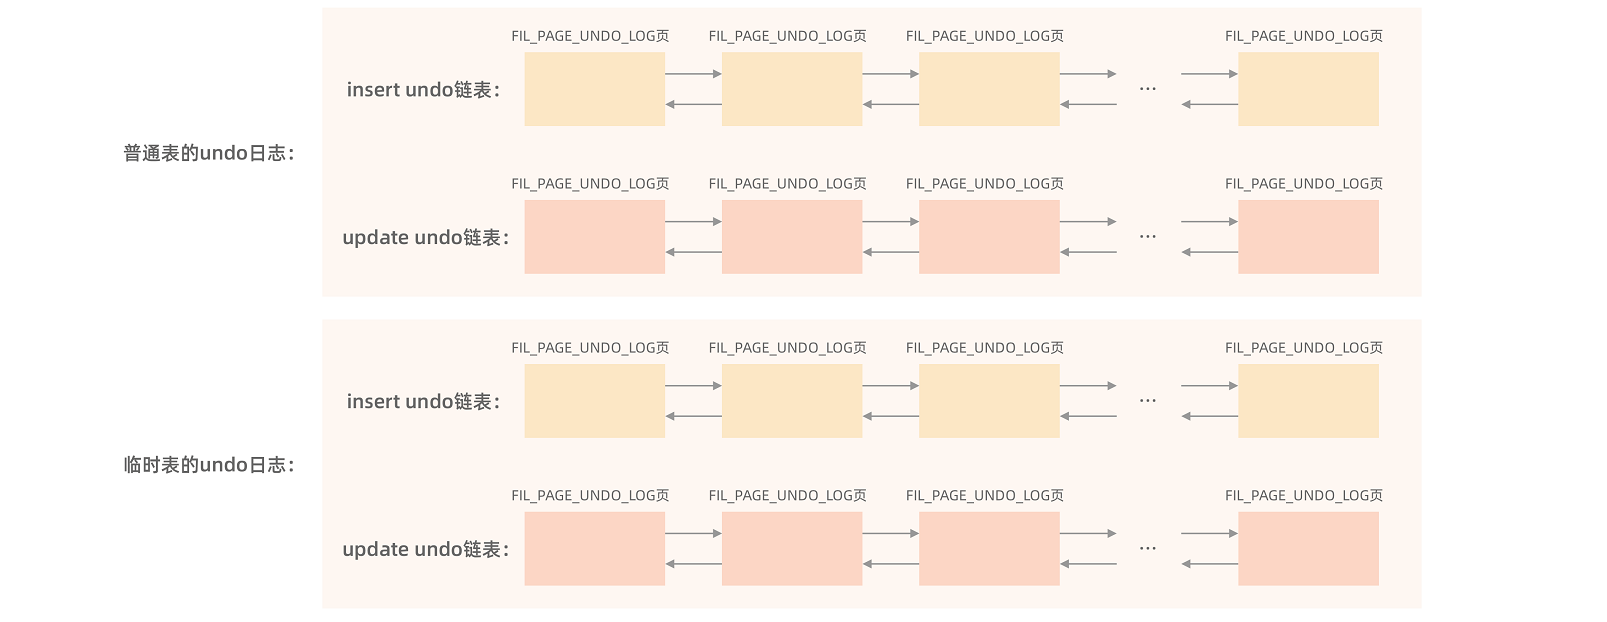 普通表的undo日志：
insert undo链表：
FIL_PAGE_UNDO_LOG页 FIL_PAGE_UNDO_LOG页 FIL_PAGE_UNDO_LOG页 ... FIL_PAGE_UNDO_LOG页
update undo链表：
FIL_PAGE_UNDO_LOG页 FIL_PAGE_UNDO_LOG页 FIL_PAGE_UNDO_LOG页 ... FIL_PAGE_UNDO_LOG页
临时表的undo日志：
insert undo链表：
FIL_PAGE_UNDO_LOG页 FIL_PAGE_UNDO_LOG页 FIL_PAGE_UNDO_LOG页 ... FIL_PAGE_UNDO_LOG页
update undo链表：
FIL_PAGE_UNDO_LOG页 FIL_PAGE_UNDO_LOG页 FIL_PAGE_UNDO_LOG页 ... FIL_PAGE_UNDO_LOG页